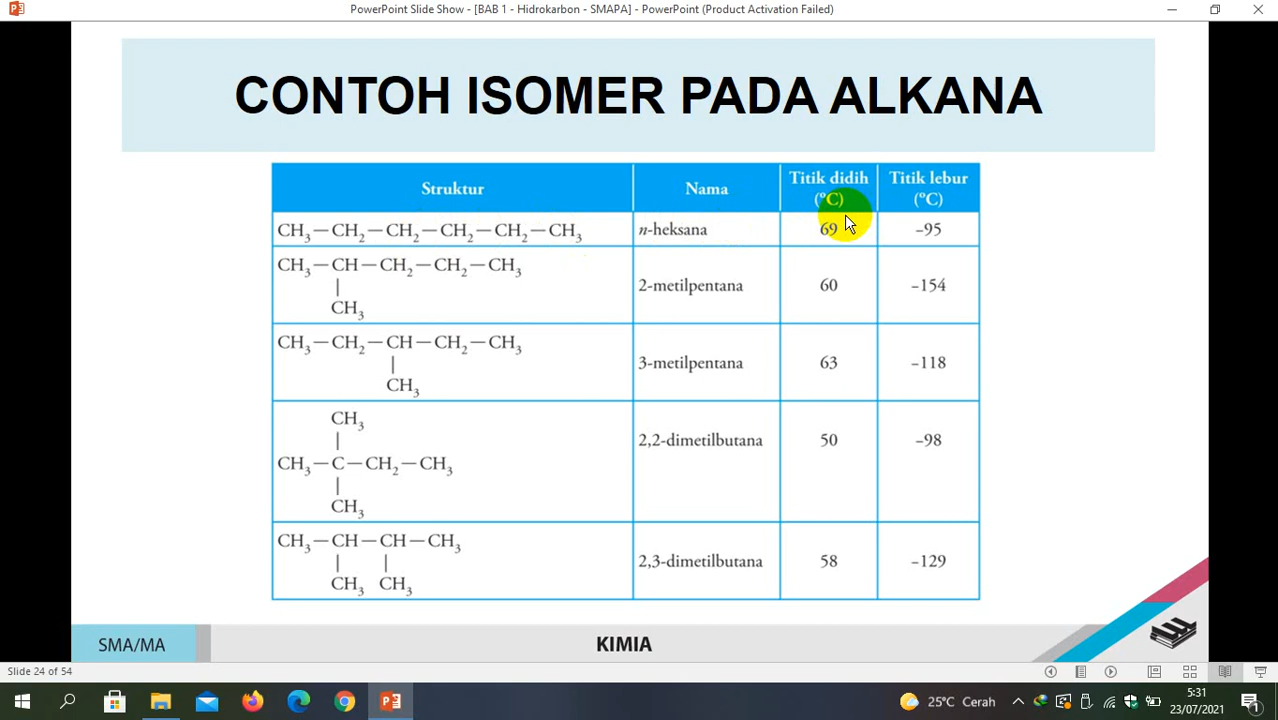 PowerPoint Slide Show - [BAB 1 - Hidrokarbon - SMAPA] - PowerPoint (Product Activation Failed)
CONTOH ISOMER PADA ALKANA
Struktur Nama Titik didih (°C) Titik lebur (°C)
CH₃—CH₂—CH₂—CH₂—CH₂—CH₃ n-heksana 69 –95
CH₃—CH—CH₂—CH₂—CH₃
|
CH₃
2-metilpentana 60 –154
CH₃—CH₂—CH—CH₂—CH₃
|
CH₃
3-metilpentana 63 –118
CH₃
|
CH₃—C—CH₂—CH₃
|
CH₃
2,2-dimetilbutana 50 –98
CH₃—CH—CH—CH₃
| |
CH₃ CH₃
2,3-dimetilbutana 58 –129
SMA/MA KIMIA
Slide 24 of 54
25°C Cerah
5:31
23/07/2021